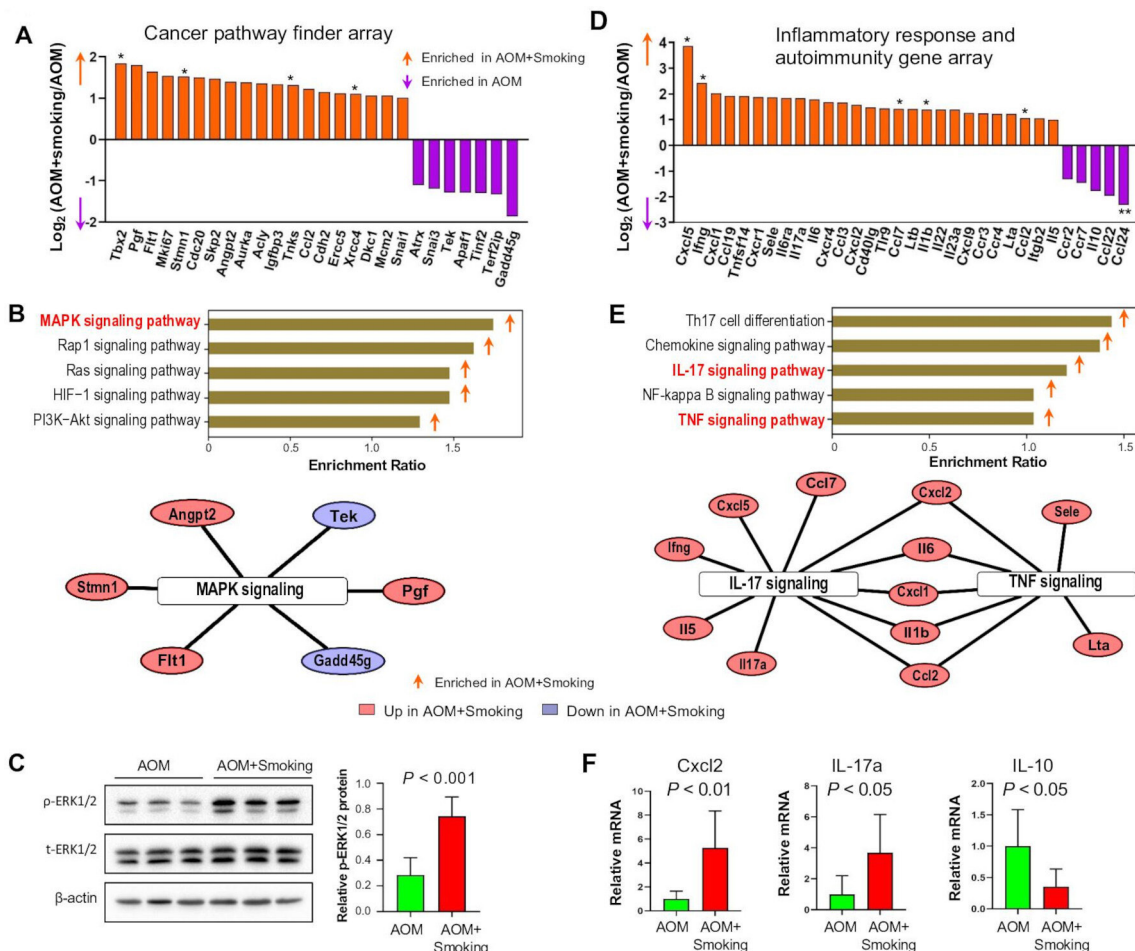 A
Cancer pathway finder array
Log2 (AOM+smoking/AOM)
2
1
0
-1
-2
Enriched in AOM+Smoking
Enriched in AOM
*
*
*
*
Tbx2
Pgf
Flt1
Mki67
Stmn1
Cdc20
Skp2
Angpt2
Aurka
Acly
Igfbp3
Tnks
Ccl2
Cdh2
Ercc5
Xrcc4
Dkc1
Mcm2
Snai1
Atrx
Snai3
Tek
Apaf1
Tinf2
Terf2ip
Gadd45g
B
MAPK signaling pathway
Rap1 signaling pathway
Ras signaling pathway
HIF−1 signaling pathway
PI3K−Akt signaling pathway
0
0.5
1.0
1.5
Enrichment Ratio
Angpt2
Tek
Stmn1
MAPK signaling
Pgf
Flt1
Gadd45g
Enriched in AOM+Smoking
Up in AOM+Smoking
Down in AOM+Smoking
C
AOM
AOM+Smoking
ρ-ERK1/2
t-ERK1/2
β-actin
Relative p-ERK1/2 protein
1.0
0.8
0.6
0.4
0.2
0.0
P < 0.001
AOM
AOM+
Smoking
D
Inflammatory response and
autoimmunity gene array
Log2 (AOM+smoking/AOM)
4
3
2
1
0
-1
-2
-3
*
*
*
*
*
**
Cxcl5
Ifng
Cxcl1
Ccl19
Tnfsf14
Cxcr1
Sele
Il6ra
Il17a
Il6
Cxcr4
Ccl3
Cxcl2
Cd40lg
Tlr9
Ccl7
Ltb
Il1b
Il22
Il23a
Cxcl9
Ccr3
Ccr4
Lta
Ccl2
Itgb2
Il5
Ccr2
Ccr7
Il10
Ccl22
Ccl24
E
Th17 cell differentiation
Chemokine signaling pathway
IL-17 signaling pathway
NF-kappa B signaling pathway
TNF signaling pathway
0
0.5
1.0
1.5
Enrichment Ratio
Ccl7
Cxcl5
Cxcl2
Sele
Ifng
Il6
IL-17 signaling
Cxcl1
TNF signaling
Il5
Il1b
Il17a
Ccl2
Lta
F
Cxcl2
P < 0.01
Relative mRNA
8
6
4
2
0
AOM
AOM+
Smoking
IL-17a
P < 0.05
Relative mRNA
8
6
4
2
0
AOM
AOM+
Smoking
IL-10
P < 0.05
Relative mRNA
2.0
1.5
1.0
0.5
0.0
AOM
AOM+
Smoking